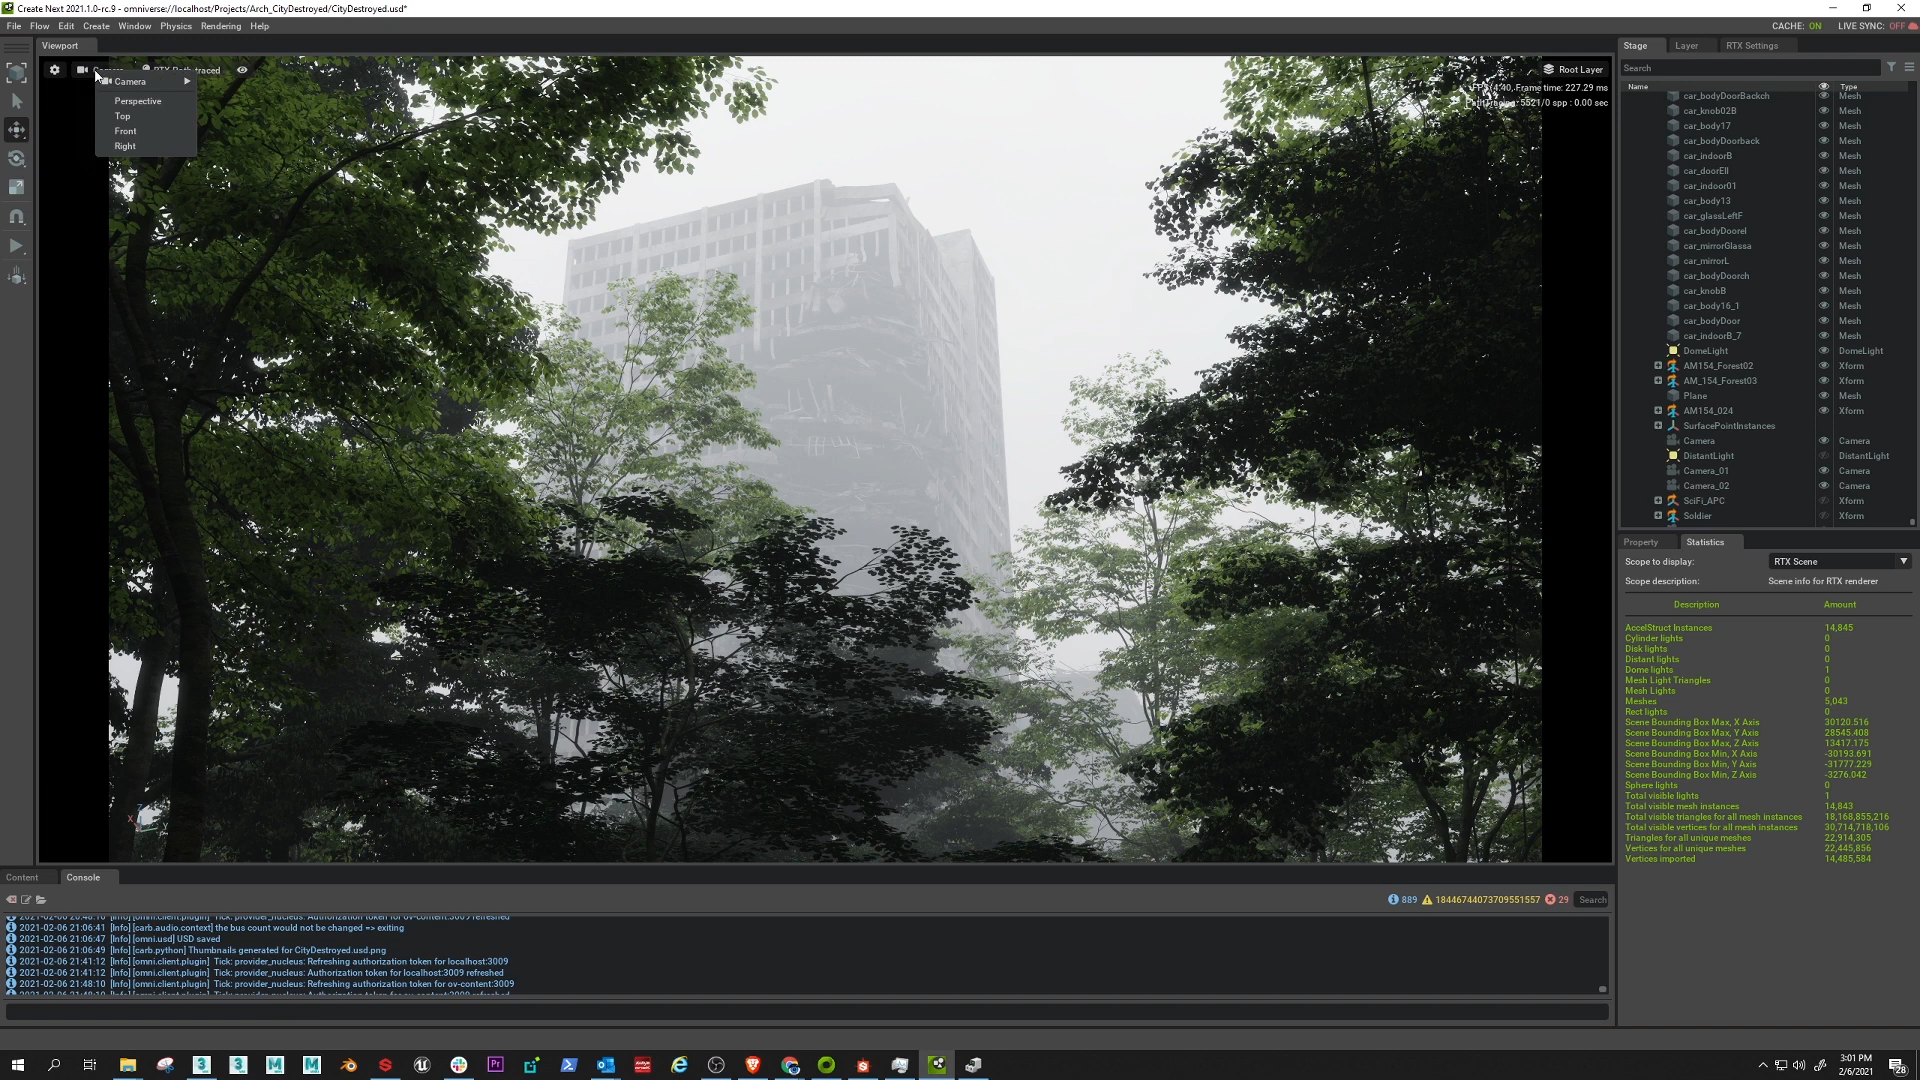 Create Next 2021.1.0-rc.9 - omniverse://localhost/Projects/Arch_CityDestroyed/CityDestroyed.usd*
File Flow Edit Create Window Physics Rendering Help
CACHE: ON LIVE SYNC: OFF
Viewport
Camera
Perspective
Top
Front
Right
Root Layer
Frame time: 227.29 ms
5521/0 spp : 0.00 sec
Stage Layer RTX Settings
Search
Name Type
car_bodyDoorBackch Mesh
car_knob02B Mesh
car_body17 Mesh
car_bodyDoorback Mesh
car_indoorB Mesh
car_doorEll Mesh
car_indoor01 Mesh
car_body13 Mesh
car_glassLeftF Mesh
car_bodyDoorel Mesh
car_mirrorGlassa Mesh
car_mirrorL Mesh
car_bodyDoorch Mesh
car_knobB Mesh
car_body16_1 Mesh
car_bodyDoor Mesh
car_indoorB_7 Mesh
DomeLight DomeLight
AM154_Forest02 Xform
AM_154_Forest03 Xform
Plane Mesh
AM154_024 Xform
SurfacePointInstances
Camera Camera
DistantLight DistantLight
Camera_01 Camera
Camera_02 Camera
SciFi_APC Xform
Soldier Xform
Property Statistics
Scope to display: RTX Scene
Scope description: Scene info for RTX renderer
Description Amount
AccelStruct Instances 14,845
Cylinder lights 0
Disk lights 0
Distant lights 0
Dome lights 1
Mesh Light Triangles 0
Mesh Lights 0
Meshes 5,043
Rect lights 0
Scene Bounding Box Max, X Axis 30120.516
Scene Bounding Box Max, Y Axis 28545.408
Scene Bounding Box Max, Z Axis 13417.175
Scene Bounding Box Min, X Axis -30193.691
Scene Bounding Box Min, Y Axis -31777.229
Scene Bounding Box Min, Z Axis -3276.042
Sphere lights 0
Total visible lights 1
Total visible mesh instances 14,843
Total visible triangles for all mesh instances 18,168,855,216
Total visible vertices for all mesh instances 30,714,718,106
Triangles for all unique meshes 22,914,305
Vertices for all unique meshes 22,445,856
Vertices imported 14,485,584
X Y Z
Content Console
889 18446744073709551557 29 Search
2021-02-06 21:06:41 [Info] [carb.audio.context] the bus count would not be changed => exiting
2021-02-06 21:06:47 [Info] [omni.usd] USD saved
2021-02-06 21:06:49 [Info] [carb.python] Thumbnails generated for CityDestroyed.usd.png
2021-02-06 21:41:12 [Info] [omni.client.plugin] Tick: provider_nucleus: Refreshing authorization token for localhost:3009
2021-02-06 21:41:12 [Info] [omni.client.plugin] Tick: provider_nucleus: Authorization token for localhost:3009 refreshed
2021-02-06 21:48:10 [Info] [omni.client.plugin] Tick: provider_nucleus: Refreshing authorization token for ov-content:3009
3:01 PM
2/6/2021
28